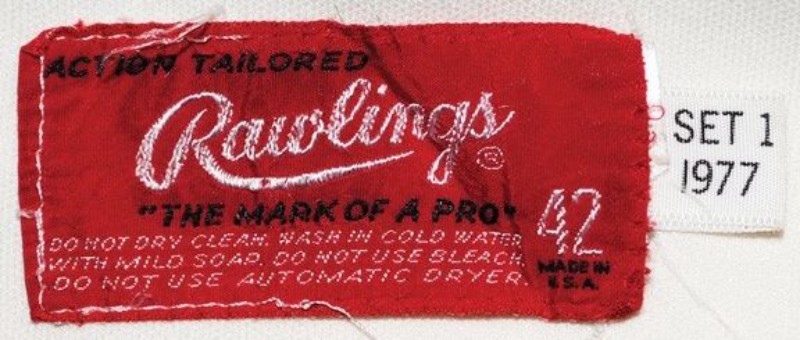 ACTION TAILORED
Rawlings®
"THE MARK OF A PRO"
DO NOT DRY CLEAN. WASH IN COLD WATER
WITH MILD SOAP. DO NOT USE BLEACH
DO NOT USE AUTOMATIC DRYER.
42
MADE IN
U.S.A.
SET 1
1977